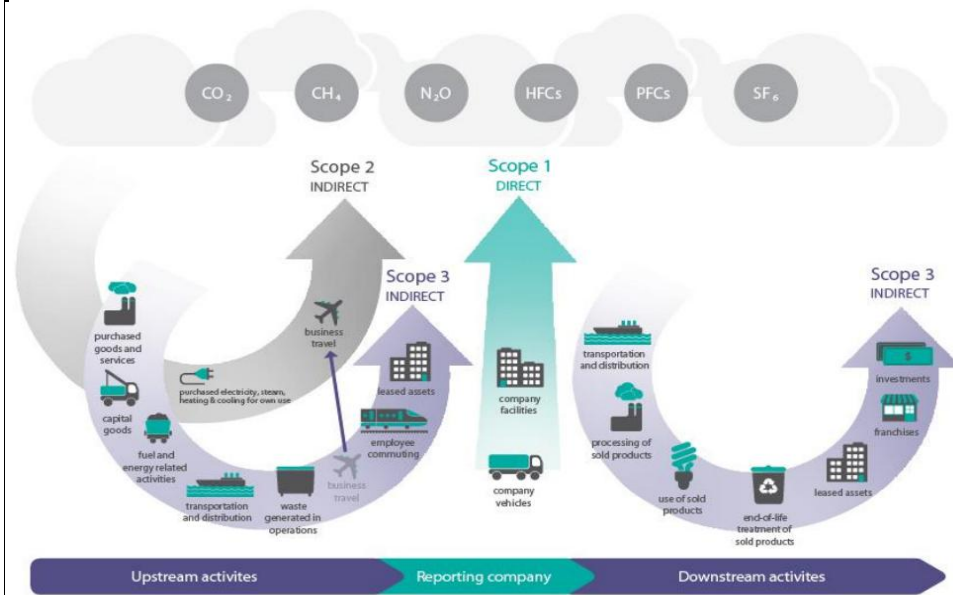 CO₂
CH₄
N₂O
HFCs
PFCs
SF₆
Scope 2
INDIRECT
Scope 1
DIRECT
Scope 3
INDIRECT
Scope 3
INDIRECT
purchased
goods and
services
capital
goods
fuel and
energy related
activities
transportation
and distribution
waste
generated in
operations
business
travel
business
travel
purchased electricity, steam,
heating & cooling for own use
employee
commuting
leased assets
company
facilities
company
vehicles
transportation
and distribution
processing of
sold products
use of sold
products
end-of-life
treatment of
sold products
leased assets
franchises
$
investments
Upstream activites
Reporting company
Downstream activites